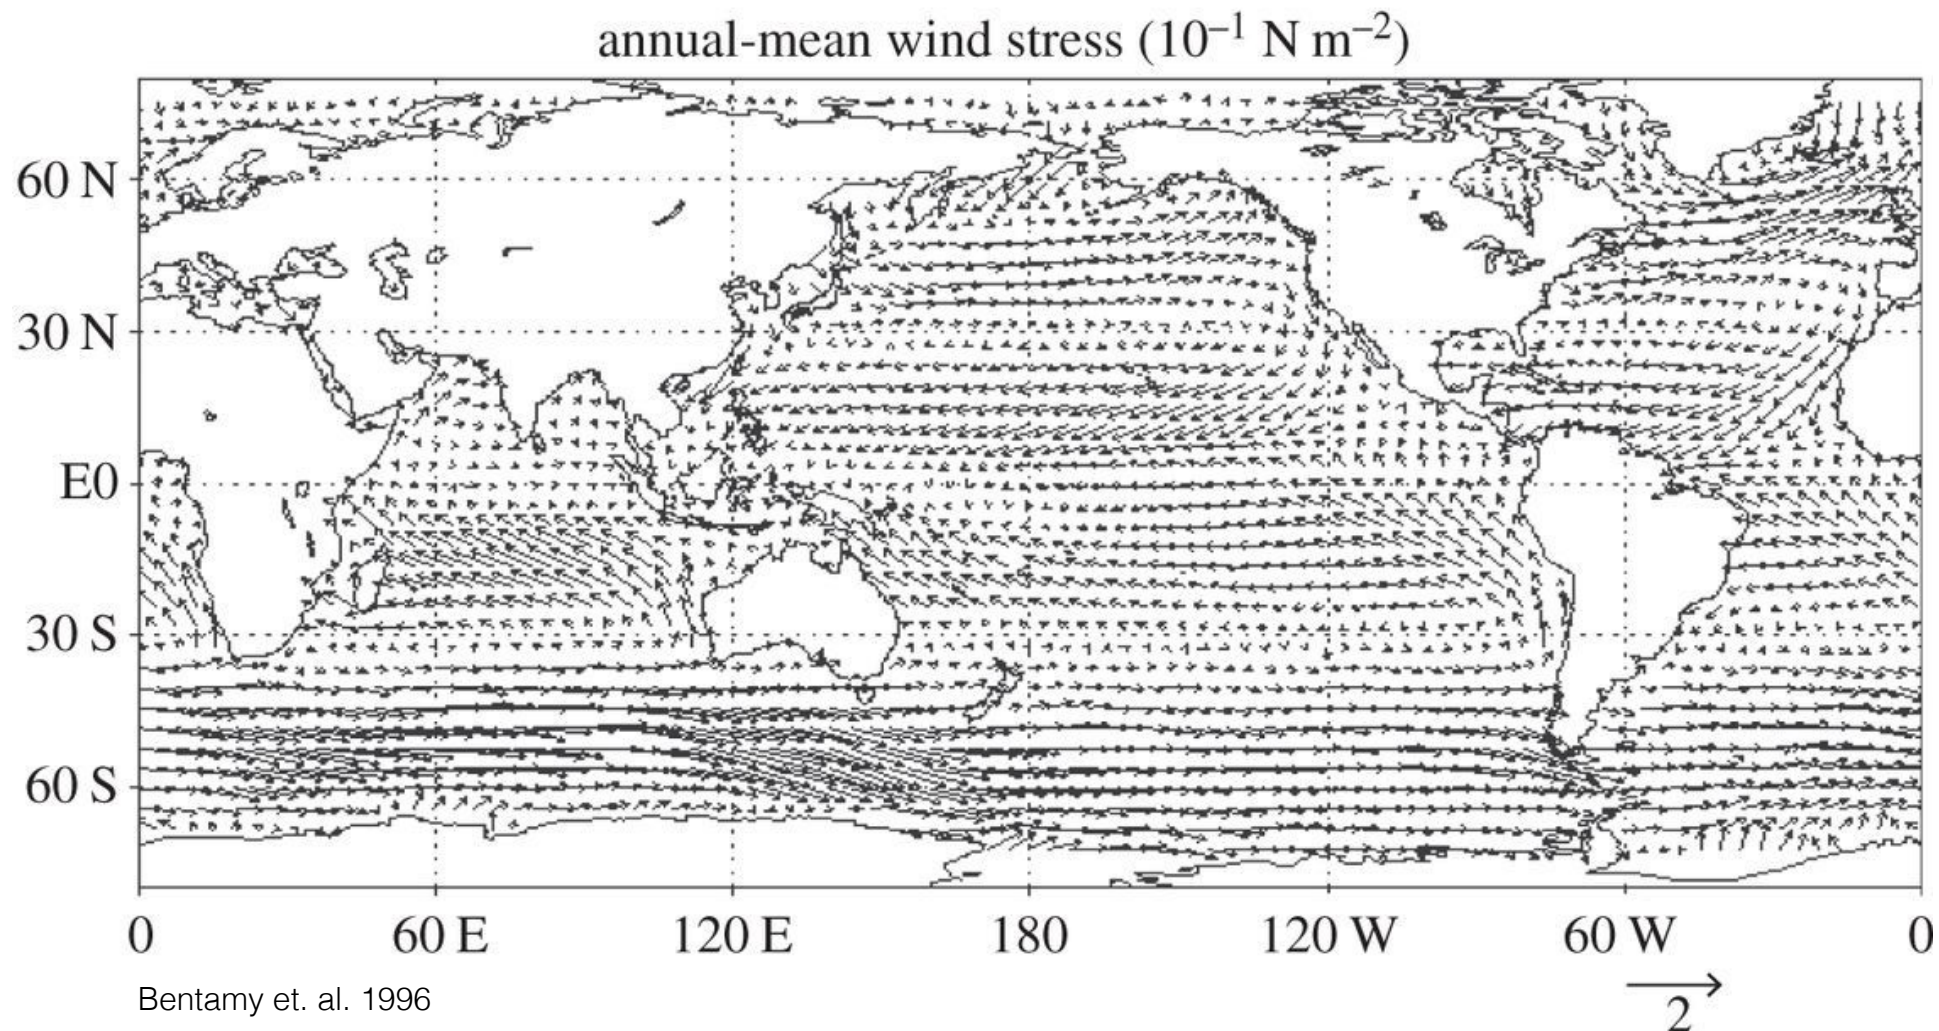 annual-mean wind stress (10⁻¹ N m⁻²)
60 N
30 N
E0
30 S
60 S
0 60 E 120 E 180 120 W 60 W 0
Bentamy et. al. 1996
2